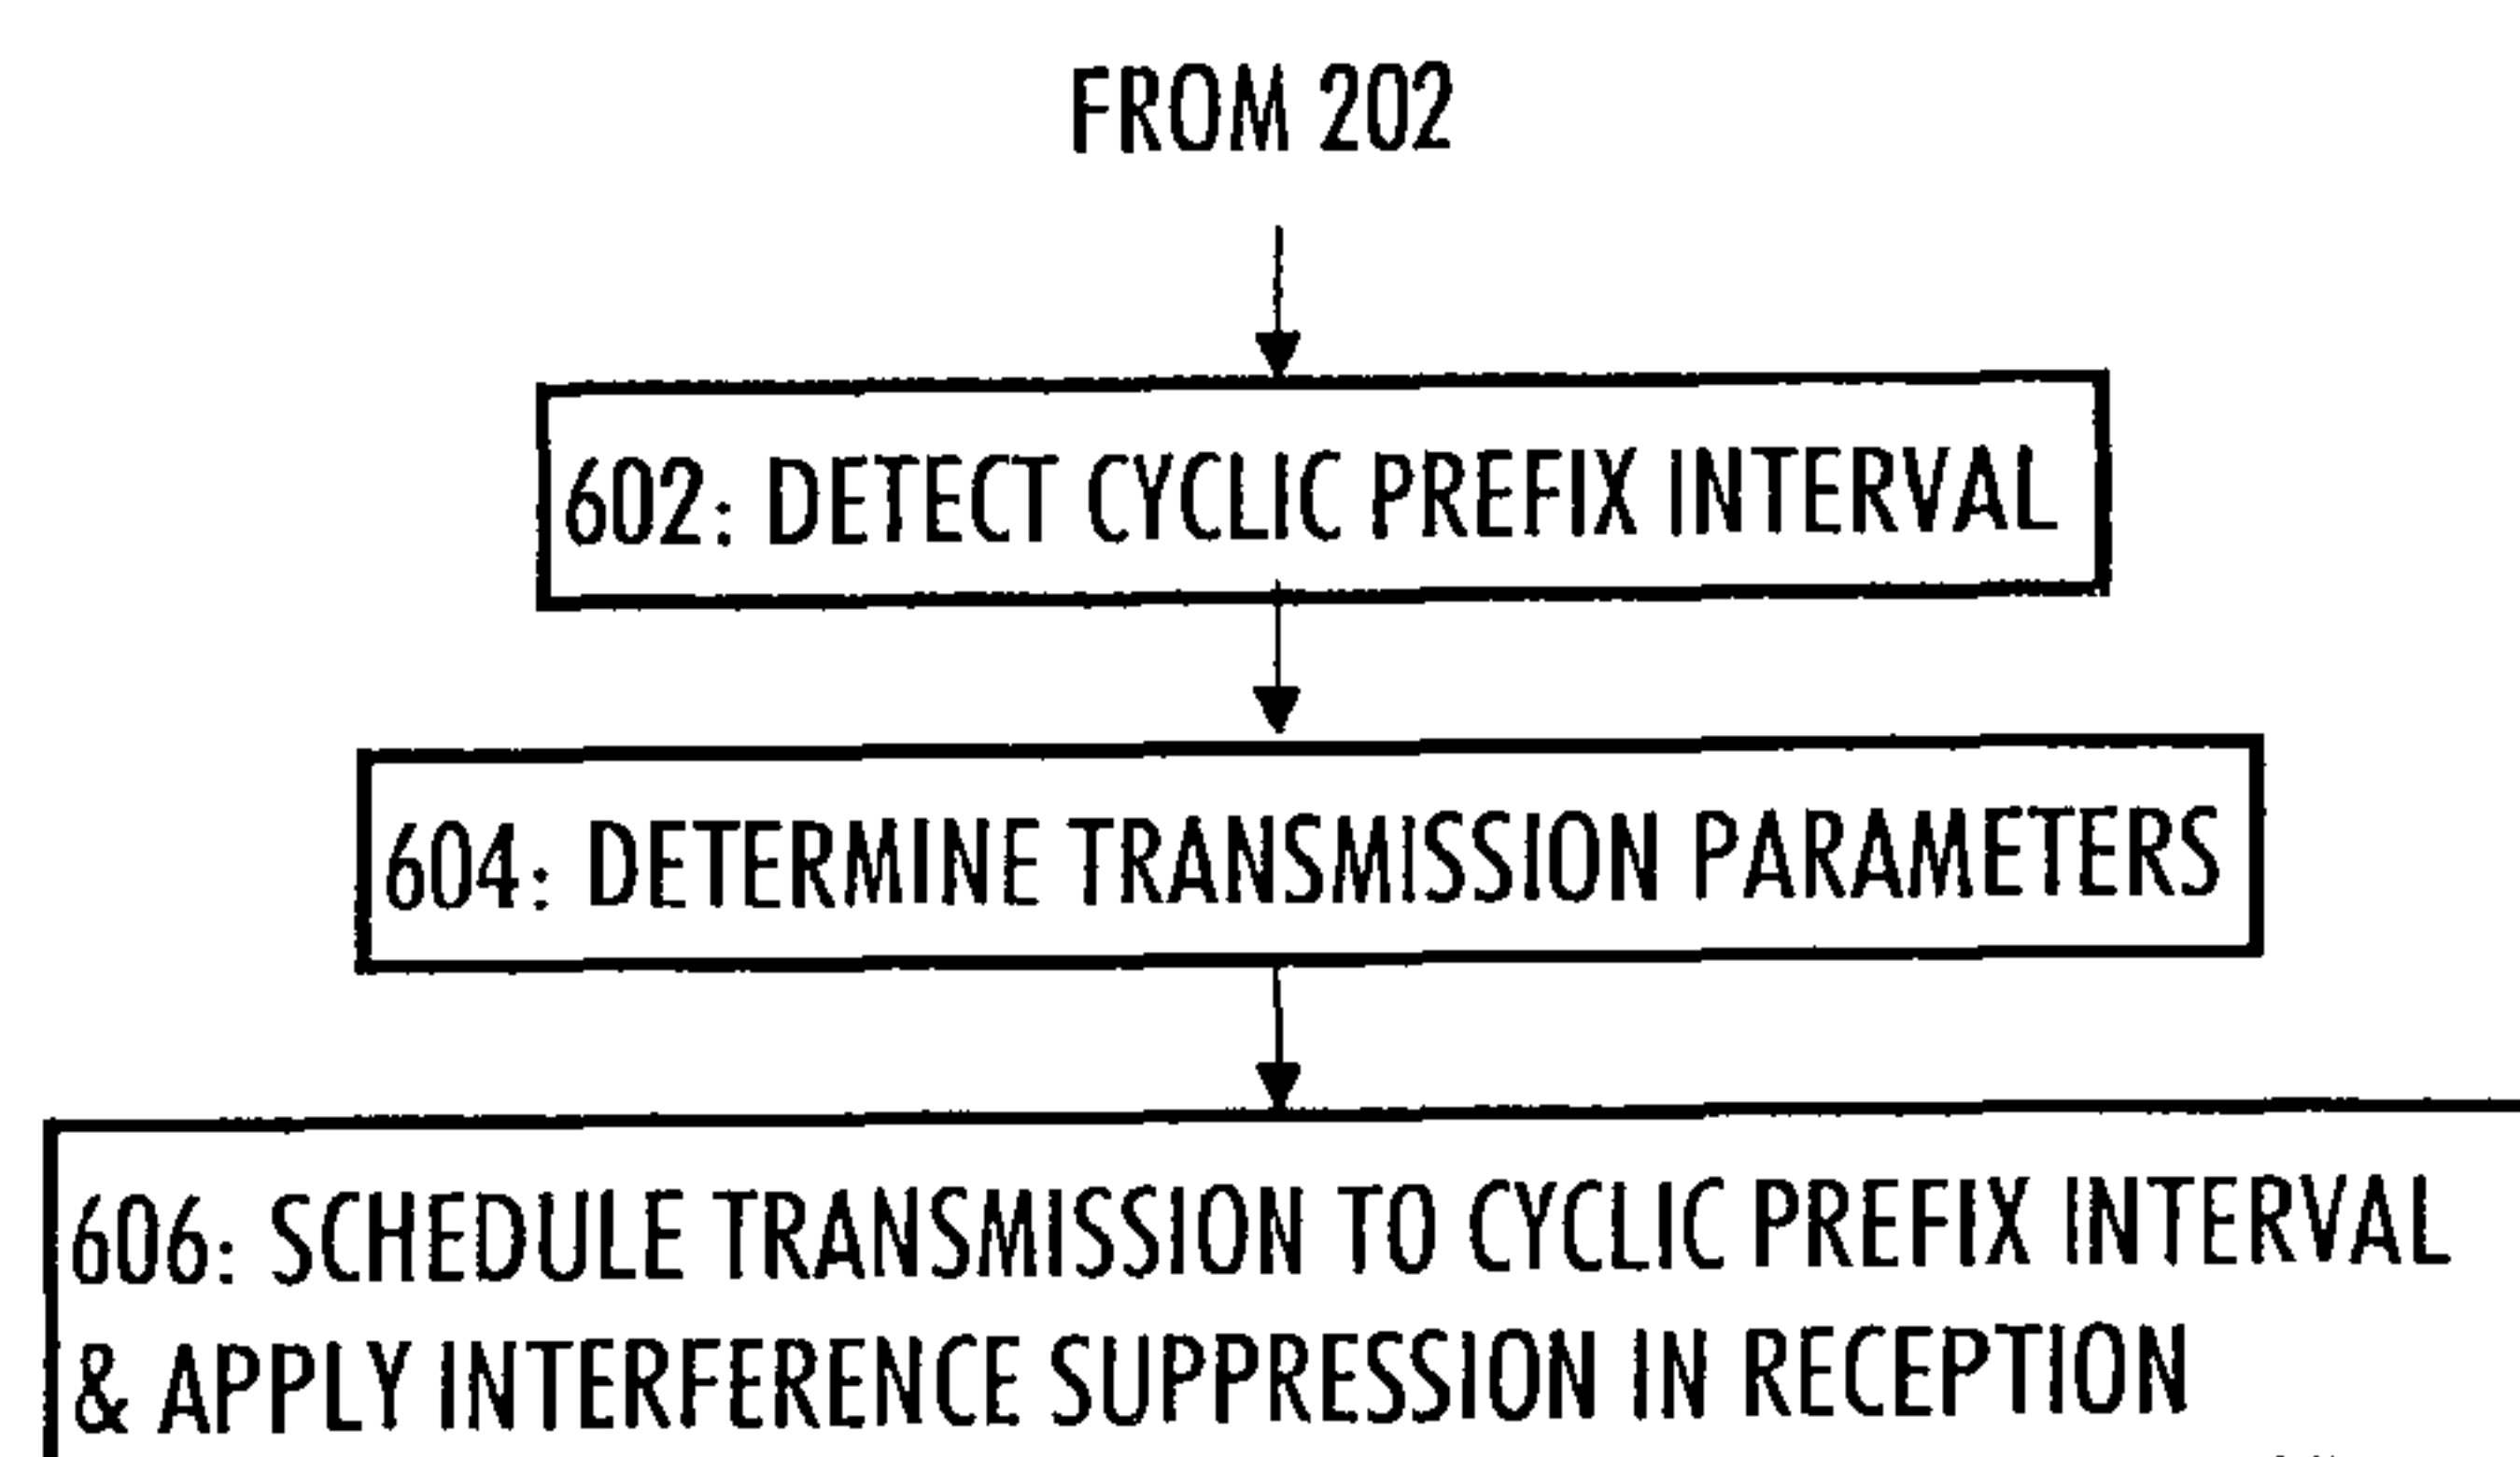 FROM 202
602: DETECT CYCLIC PREFIX INTERVAL
604: DETERMINE TRANSMISSION PARAMETERS
606: SCHEDULE TRANSMISSION TO CYCLIC PREFIX INTERVAL
& APPLY INTERFERENCE SUPPRESSION IN RECEPTION